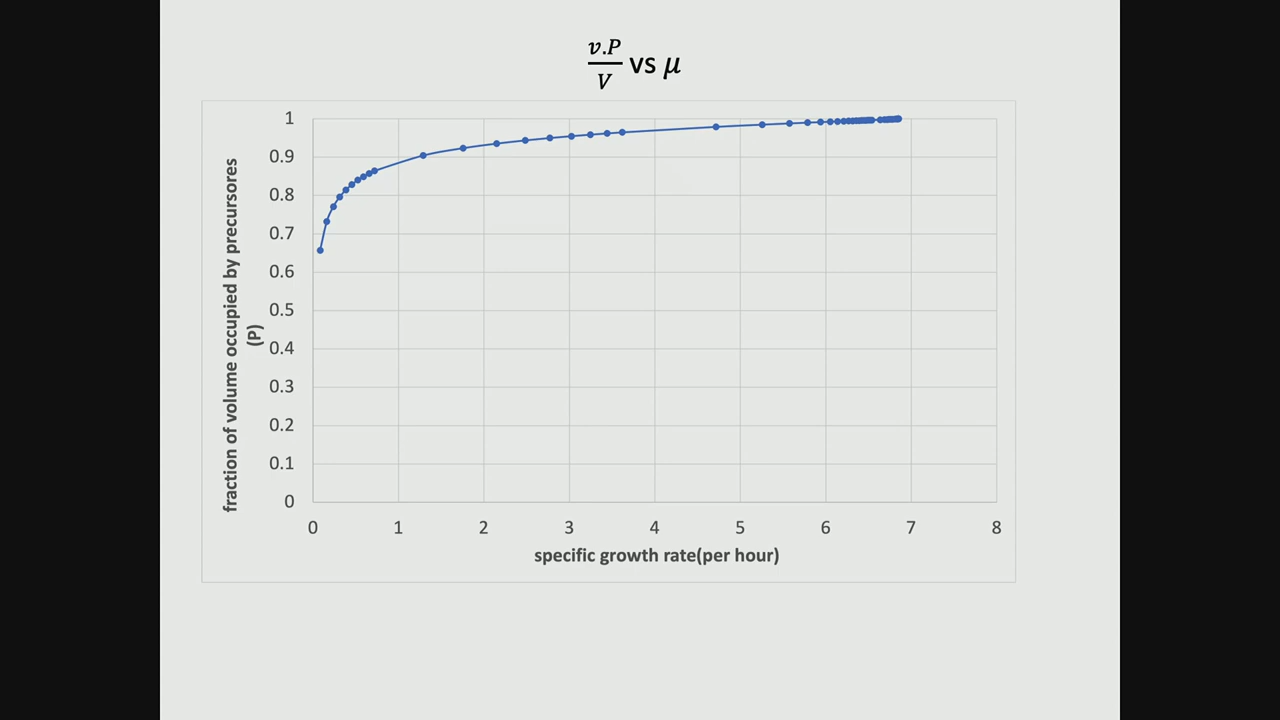 v.P/V vs μ
fraction of volume occupied by precursores
(P)
1
0.9
0.8
0.7
0.6
0.5
0.4
0.3
0.2
0.1
0
0 1 2 3 4 5 6 7 8
specific growth rate(per hour)